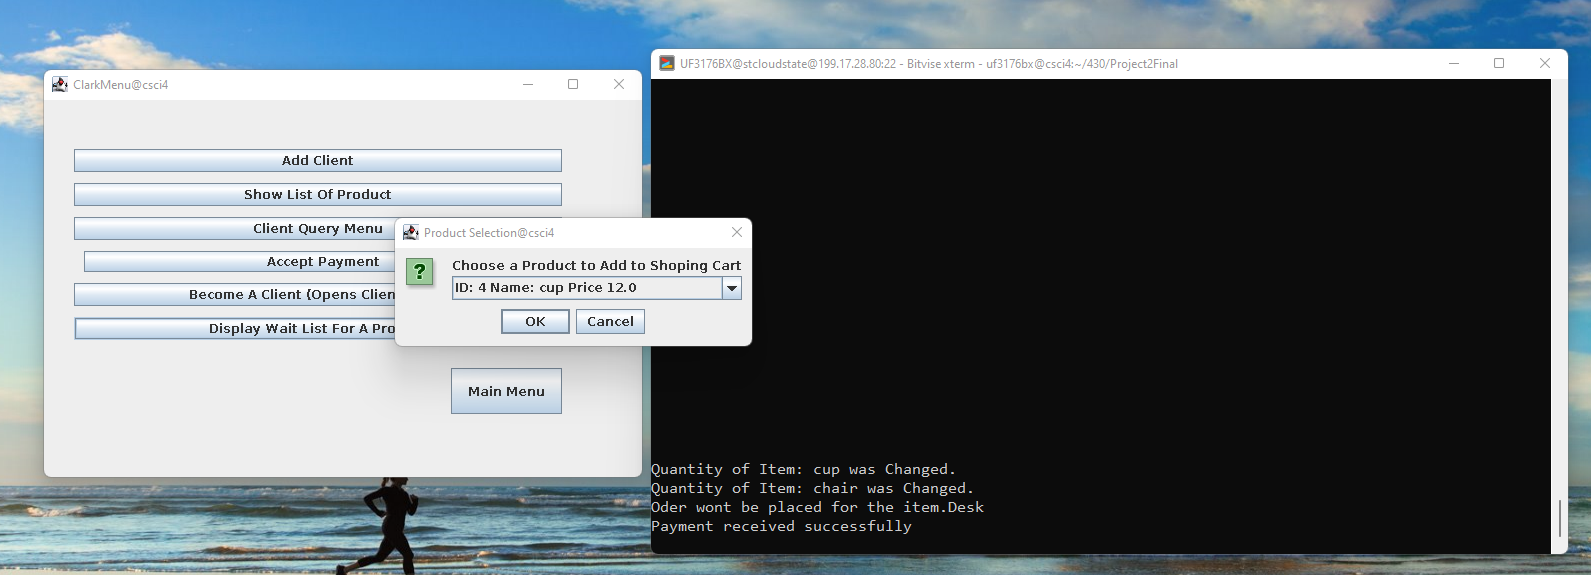 ClarkMenu@csci4
Add Client
Show List Of Product
Client Query Menu
Accept Payment
Become A Client (Opens Clien
Display Wait List For A Pro
Main Menu
Product Selection@csci4
?
Choose a Product to Add to Shoping Cart
ID: 4 Name: cup Price 12.0
OK Cancel
UF3176BX@stcloudstate@199.17.28.80:22 - Bitvise xterm - uf3176bx@csci4:~/430/Project2Final
Quantity of Item: cup was Changed.
Quantity of Item: chair was Changed.
Oder wont be placed for the item.Desk
Payment received successfully